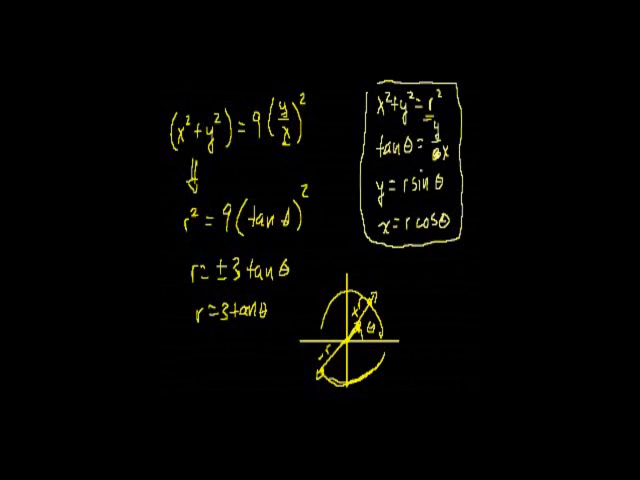 (x²+y²) = 9(y/x)²
⇓
r² = 9(tan θ)²
r = ± 3 tan θ
r = 3 tan θ
x²+y² = r²
tan θ = y/x
y = r sin θ
x = r cos θ
θ
-r